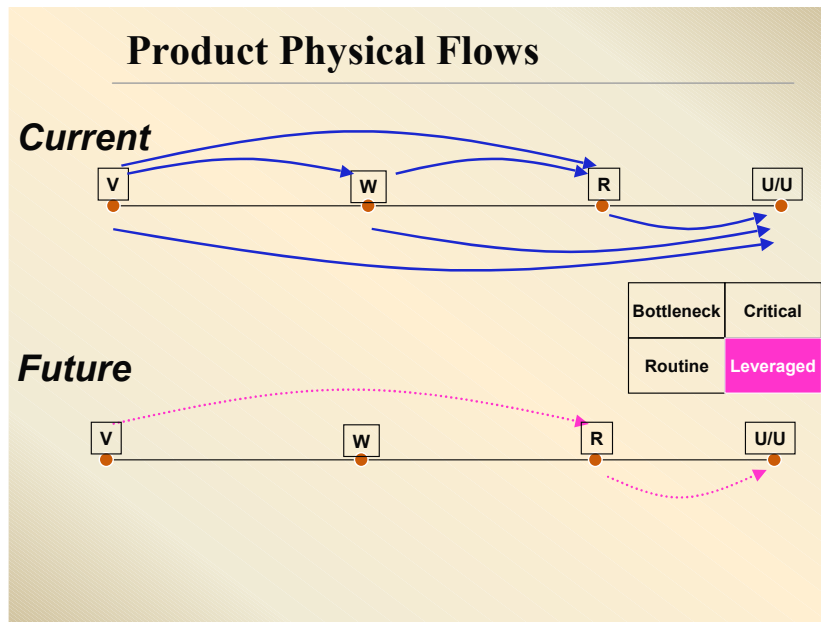 Product Physical Flows
Current
V
W
R
U/U
Bottleneck Critical
Routine Leveraged
Future
V
W
R
U/U